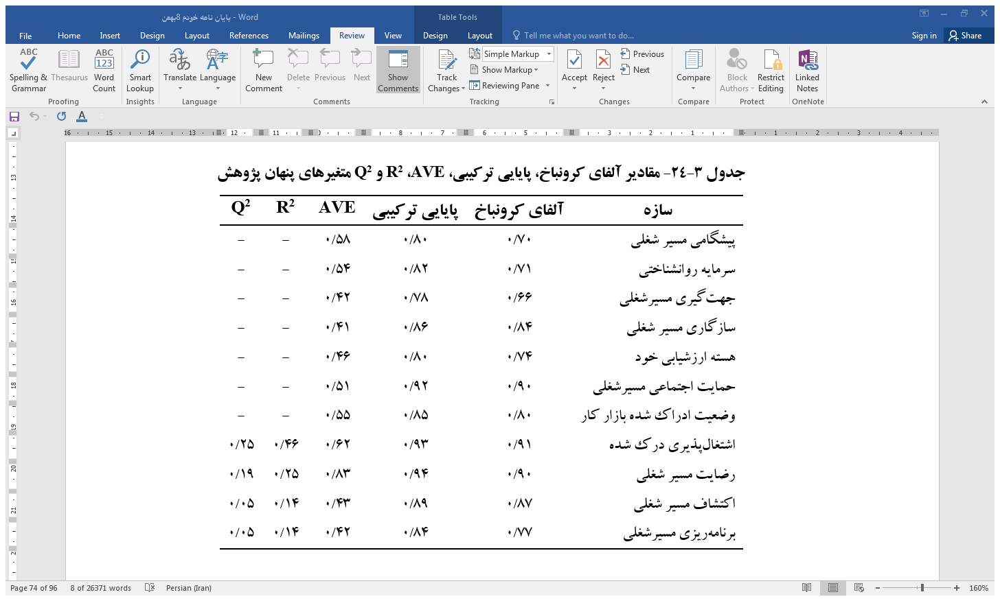 پایان نامه خودم 8بهمن - Word
Table Tools
File Home Insert Design Layout References Mailings Review View Design Layout Tell me what you want to do... Sign in Share
Spelling & Grammar
Thesaurus
ABC 123 Word Count
Proofing
Smart Lookup
Insights
Translate
Language
Language
New Comment
Delete
Previous
Next
Show Comments
Comments
Track Changes
Simple Markup
Show Markup
Reviewing Pane
Tracking
Accept
Reject
Previous
Next
Changes
Compare
Compare
Block Authors
Restrict Editing
Protect
Linked Notes
OneNote
16 15 14 13 12 11 8 7 6 5 3 2 1 1 2 3 4
جدول ۳-۲۴- مقادیر آلفای کرونباخ، پایایی ترکیبی، AVE، R² و Q² متغیرهای پنهان پژوهش
سازه آلفای کرونباخ پایایی ترکیبی AVE R² Q²
پیشگامی مسیر شغلی ۰/۷۰ ۰/۸۰ ۰/۵۸ – –
سرمایه روانشناختی ۰/۷۱ ۰/۸۲ ۰/۵۴ – –
جهت‌گیری مسیرشغلی ۰/۶۶ ۰/۷۸ ۰/۴۲ – –
سازگاری مسیر شغلی ۰/۸۴ ۰/۸۶ ۰/۴۱ – –
هسته ارزشیابی خود ۰/۷۴ ۰/۸۰ ۰/۴۶ – –
حمایت اجتماعی مسیرشغلی ۰/۹۰ ۰/۹۲ ۰/۵۱ – –
وضعیت ادراک شده بازار کار ۰/۸۰ ۰/۸۵ ۰/۵۵ – –
اشتغال‌پذیری درک شده ۰/۹۱ ۰/۹۳ ۰/۶۲ ۰/۴۶ ۰/۲۵
رضایت مسیر شغلی ۰/۹۰ ۰/۹۴ ۰/۸۳ ۰/۲۵ ۰/۱۹
اکتشاف مسیر شغلی ۰/۸۷ ۰/۸۹ ۰/۴۳ ۰/۱۴ ۰/۰۵
برنامه‌ریزی مسیرشغلی ۰/۷۷ ۰/۸۴ ۰/۴۲ ۰/۱۴ ۰/۰۵
Page 74 of 96 8 of 26371 words Persian (Iran) 160%